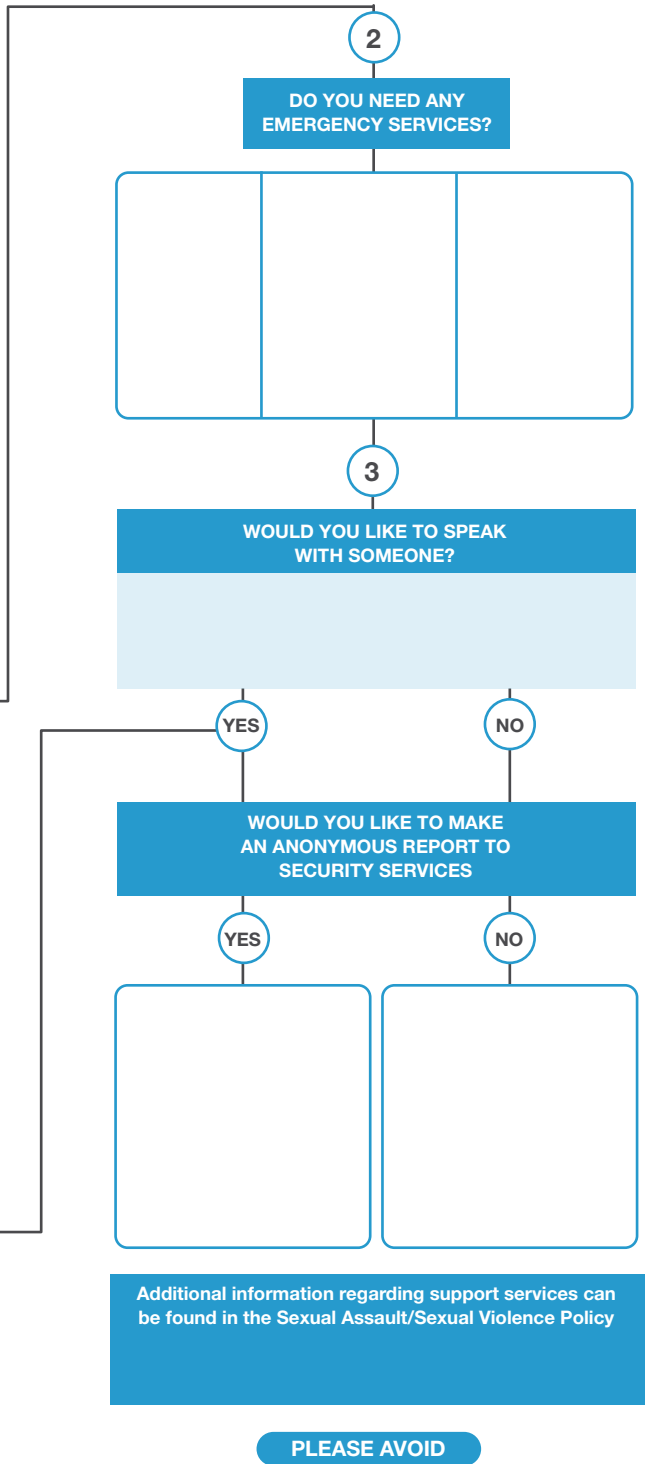 2
DO YOU NEED ANY
EMERGENCY SERVICES?
3
WOULD YOU LIKE TO SPEAK
WITH SOMEONE?
YES
NO
WOULD YOU LIKE TO MAKE
AN ANONYMOUS REPORT TO
SECURITY SERVICES
YES
NO
Additional information regarding support services can
be found in the Sexual Assault/Sexual Violence Policy
PLEASE AVOID